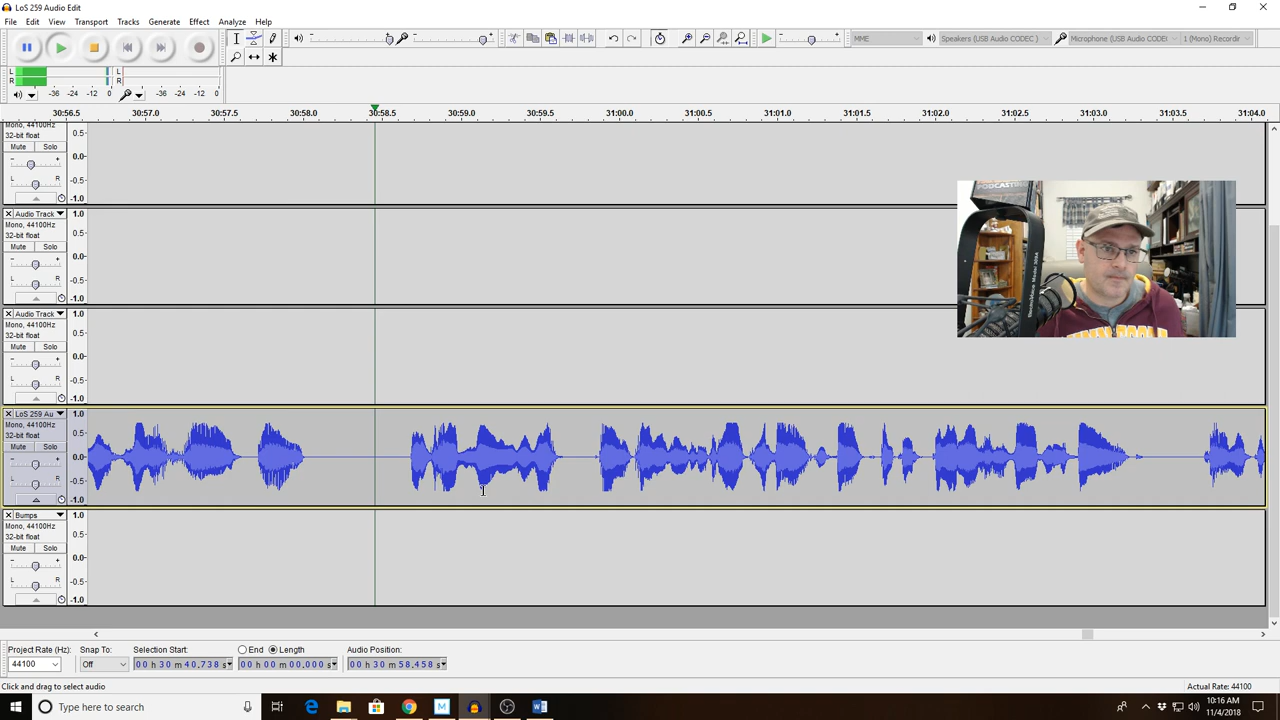 LoS 259 Audio Edit
File Edit View Transport Tracks Generate Effect Analyze Help
MME Speakers (USB Audio CODEC ) Microphone (USB Audio CODEC 1 (Mono) Recordir
L
R
L
R
-36 -24 -12 0 -36 -24 -12 0
30:56.5 30:57.0 30:57.5 30:58.0 30:58.5 30:59.0 30:59.5 31:00.0 31:00.5 31:01.0 31:01.5 31:02.0 31:02.5 31:03.0 31:03.5 31:04.0
Mono, 44100Hz
32-bit float
0.5
Mute Solo
0.0
- +
-0.5
L R
-1.0
Audio Track 1.0
Mono, 44100Hz
32-bit float 0.5
Mute Solo
0.0
- +
-0.5
L R
-1.0
Audio Track 1.0
Mono, 44100Hz
32-bit float 0.5
Mute Solo
0.0
- +
-0.5
L R
-1.0
LoS 259 Au 1.0
Mono, 44100Hz
32-bit float 0.5
Mute Solo
0.0
- +
-0.5
L R
-1.0
Bumps 1.0
Mono, 44100Hz
32-bit float 0.5
Mute Solo
0.0
- +
-0.5
L R
-1.0
PODCASTING
Project Rate (Hz): Snap To: Selection Start: End Length Audio Position:
44100 Off 00 h 30 m 40.738 s 00 h 00 m 00.000 s 00 h 30 m 58.458 s
Click and drag to select audio Actual Rate: 44100
Type here to search
10:16 AM
11/4/2018